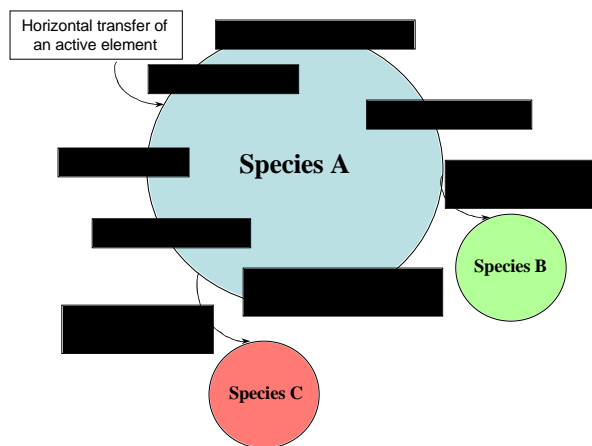 Horizontal transfer of
an active element
Species A
Species B
Species C